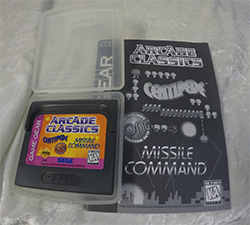 GEAR
ARCADE
CLASSICS
CENTIPEDE
MISSILE
COMMAND
GAME GEAR
ARCADE
CLASSICS
CENTIPEDE
MISSILE
COMMAND
SEGA